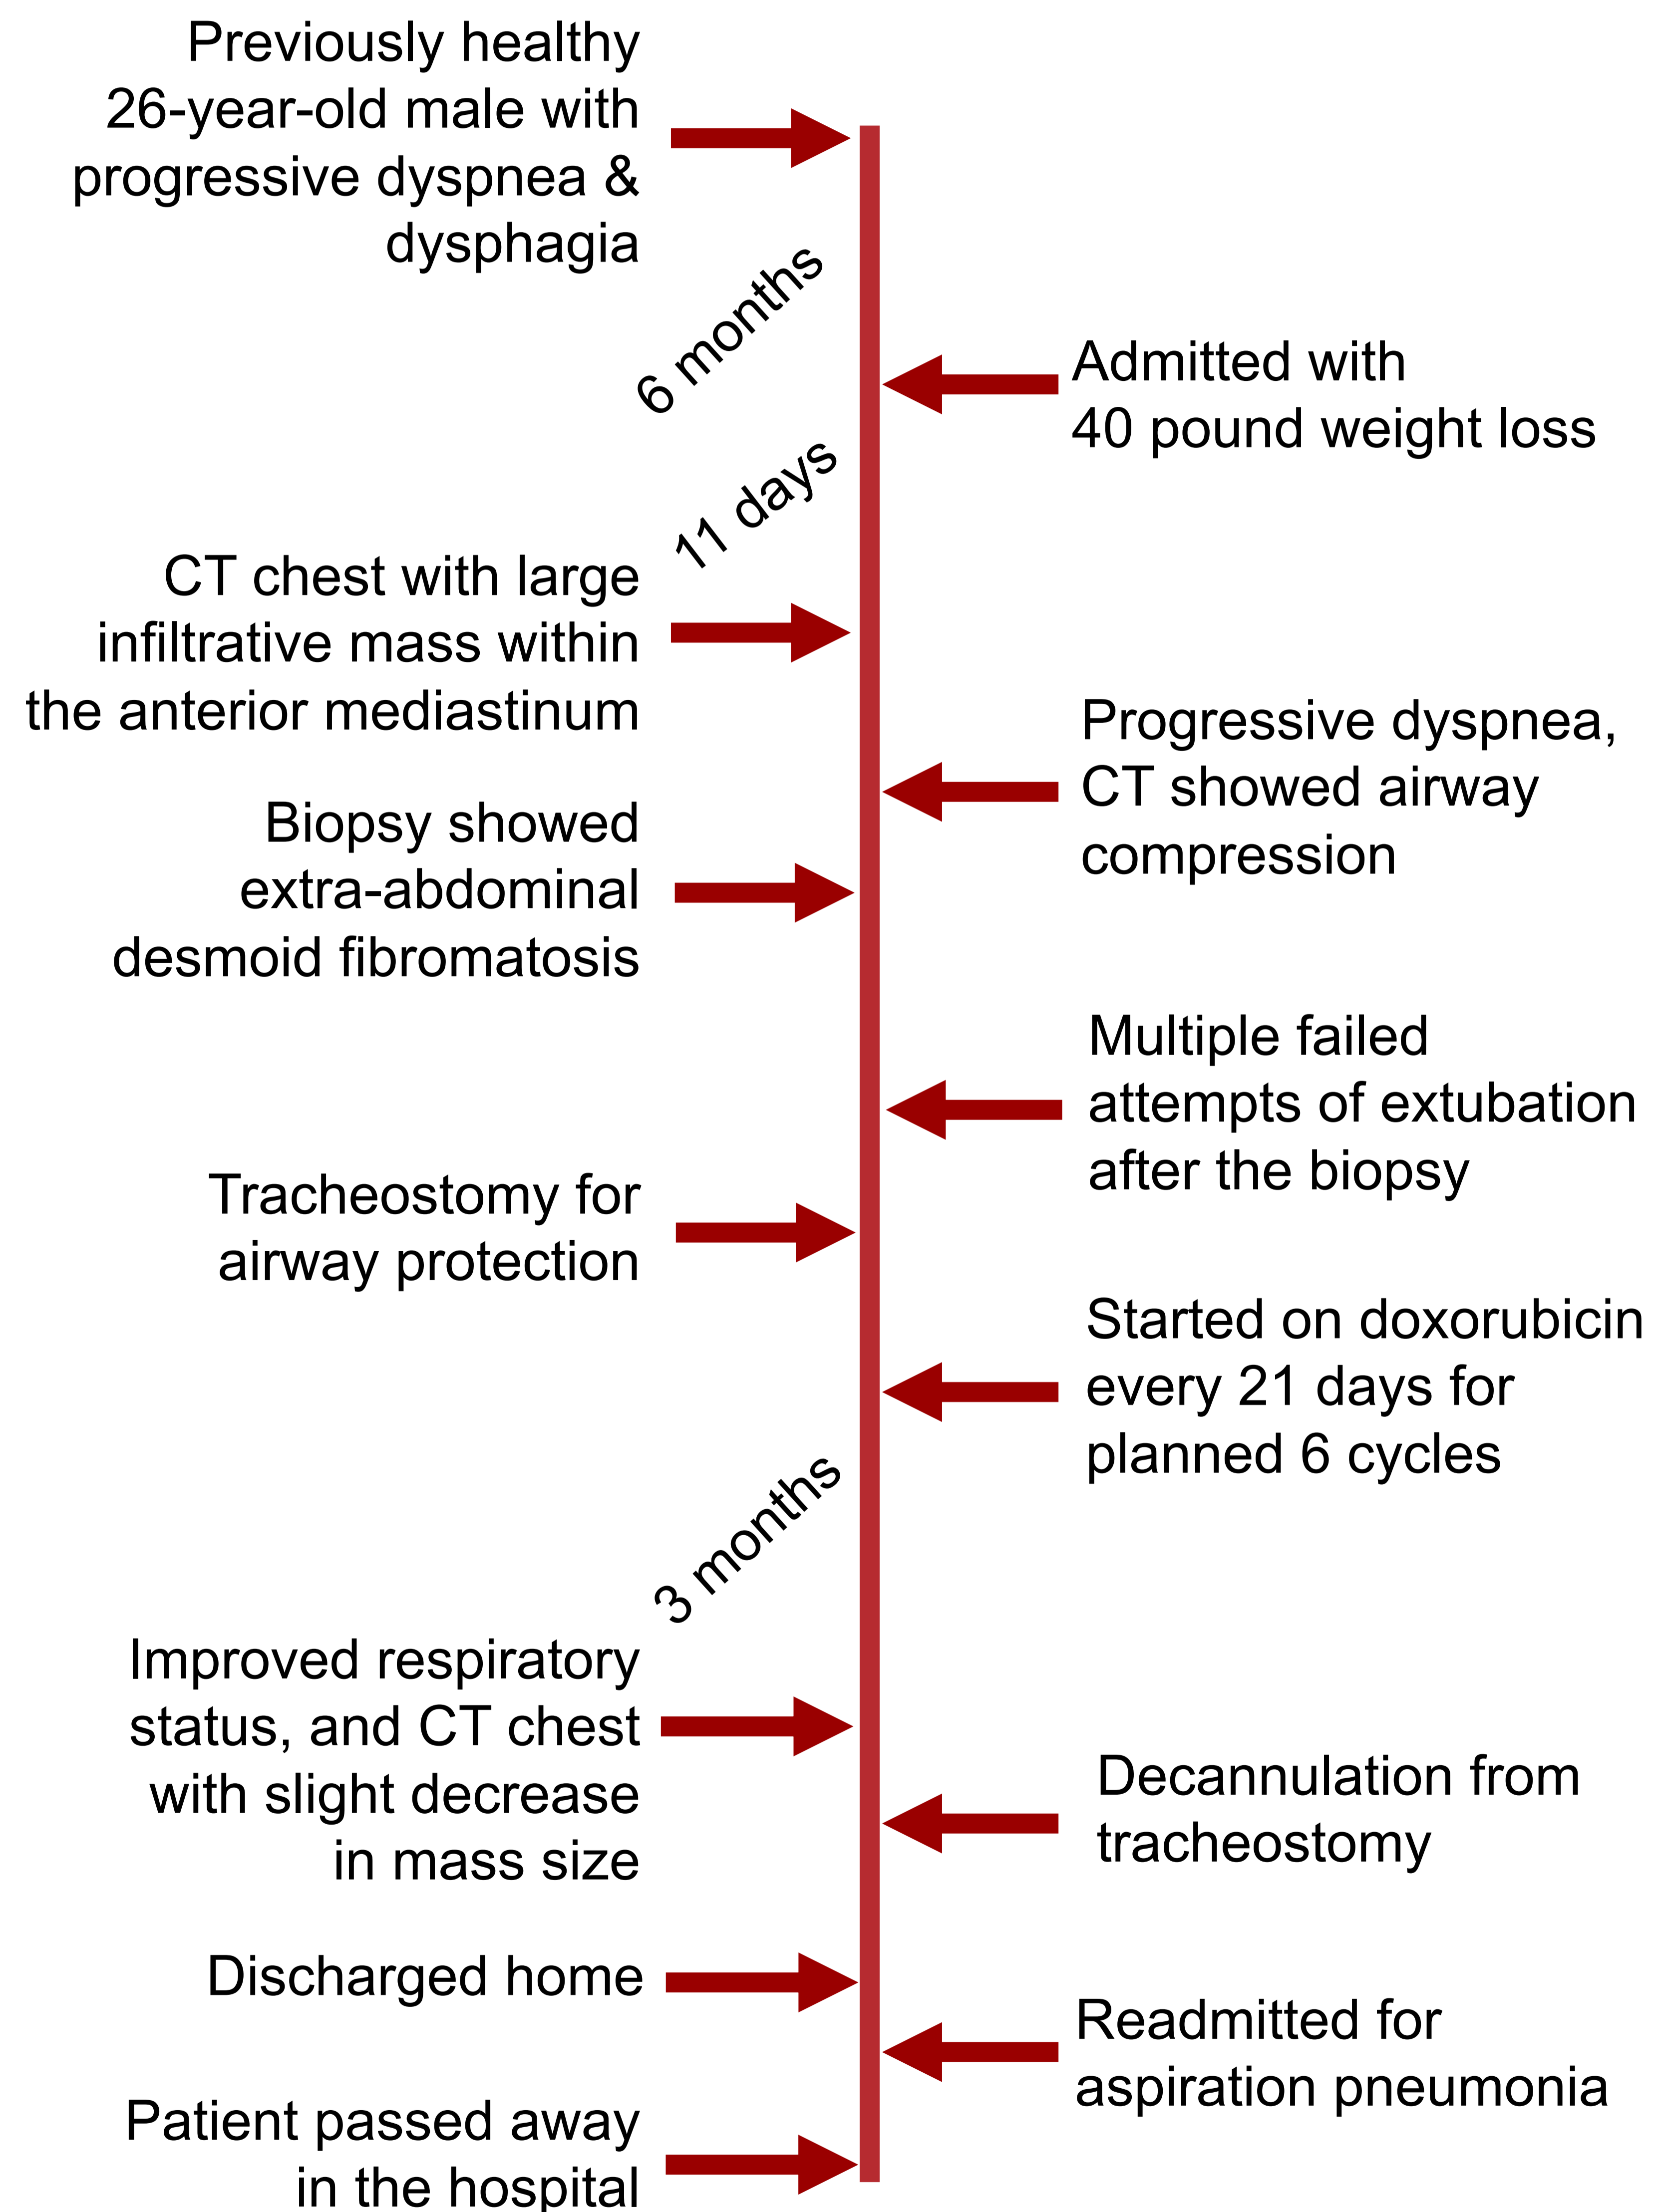 Previously healthy
26-year-old male with
progressive dyspnea &
dysphagia
6 months
Admitted with
40 pound weight loss
11 days
CT chest with large
infiltrative mass within
the anterior mediastinum
Progressive dyspnea,
CT showed airway
compression
Biopsy showed
extra-abdominal
desmoid fibromatosis
Multiple failed
attempts of extubation
after the biopsy
Tracheostomy for
airway protection
Started on doxorubicin
every 21 days for
planned 6 cycles
3 months
Improved respiratory
status, and CT chest
with slight decrease
in mass size
Decannulation from
tracheostomy
Discharged home
Readmitted for
aspiration pneumonia
Patient passed away
in the hospital